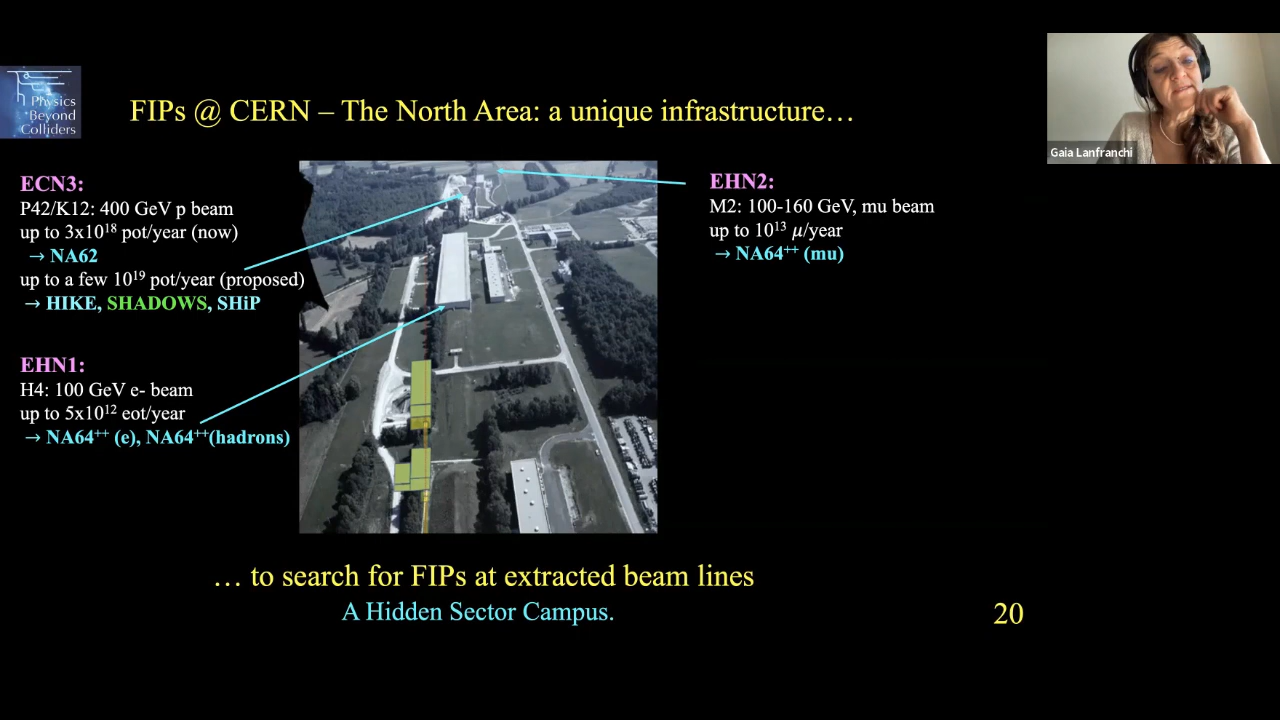 Physics
Beyond
Colliders
FIPs @ CERN – The North Area: a unique infrastructure…
Gaia Lanfranchi
ECN3:
P42/K12: 400 GeV p beam
up to 3x10¹⁸ pot/year (now)
→ NA62
up to a few 10¹⁹ pot/year (proposed)
→ HIKE, SHADOWS, SHiP
EHN1:
H4: 100 GeV e- beam
up to 5x10¹² eot/year
→ NA64⁺⁺ (e), NA64⁺⁺(hadrons)
EHN2:
M2: 100-160 GeV, mu beam
up to 10¹³ μ/year
→ NA64⁺⁺ (mu)
… to search for FIPs at extracted beam lines
A Hidden Sector Campus.
20